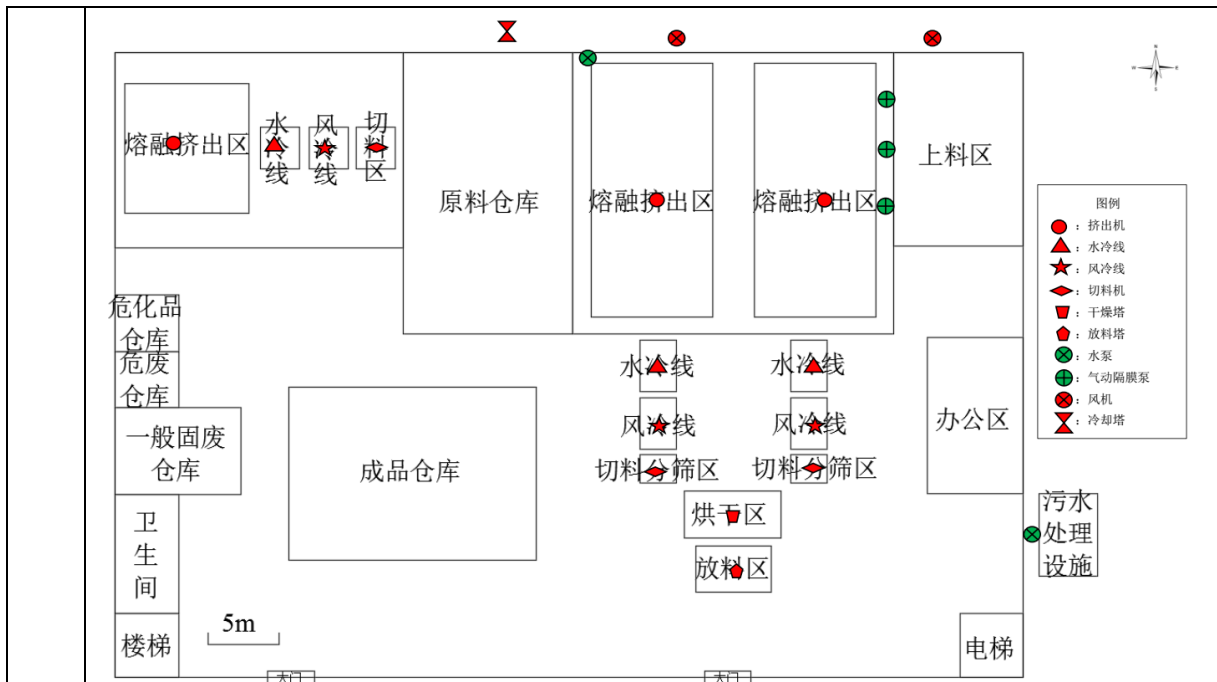 N
W
E
S
熔融挤出区
水冷线
风冷线
切料区
原料仓库
熔融挤出区
熔融挤出区
上料区
图例
：挤出机
：水冷线
：风冷线
：切料机
：干燥塔
：放料塔
：水泵
：气动隔膜泵
：风机
：冷却塔
危化品
仓库
危废
仓库
一般固废
仓库
成品仓库
水冷线
水冷线
风冷线
风冷线
切料分筛区
切料分筛区
办公区
烘干区
放料区
污水
处理
设施
卫
生
间
楼梯
5m
电梯
大门
大门